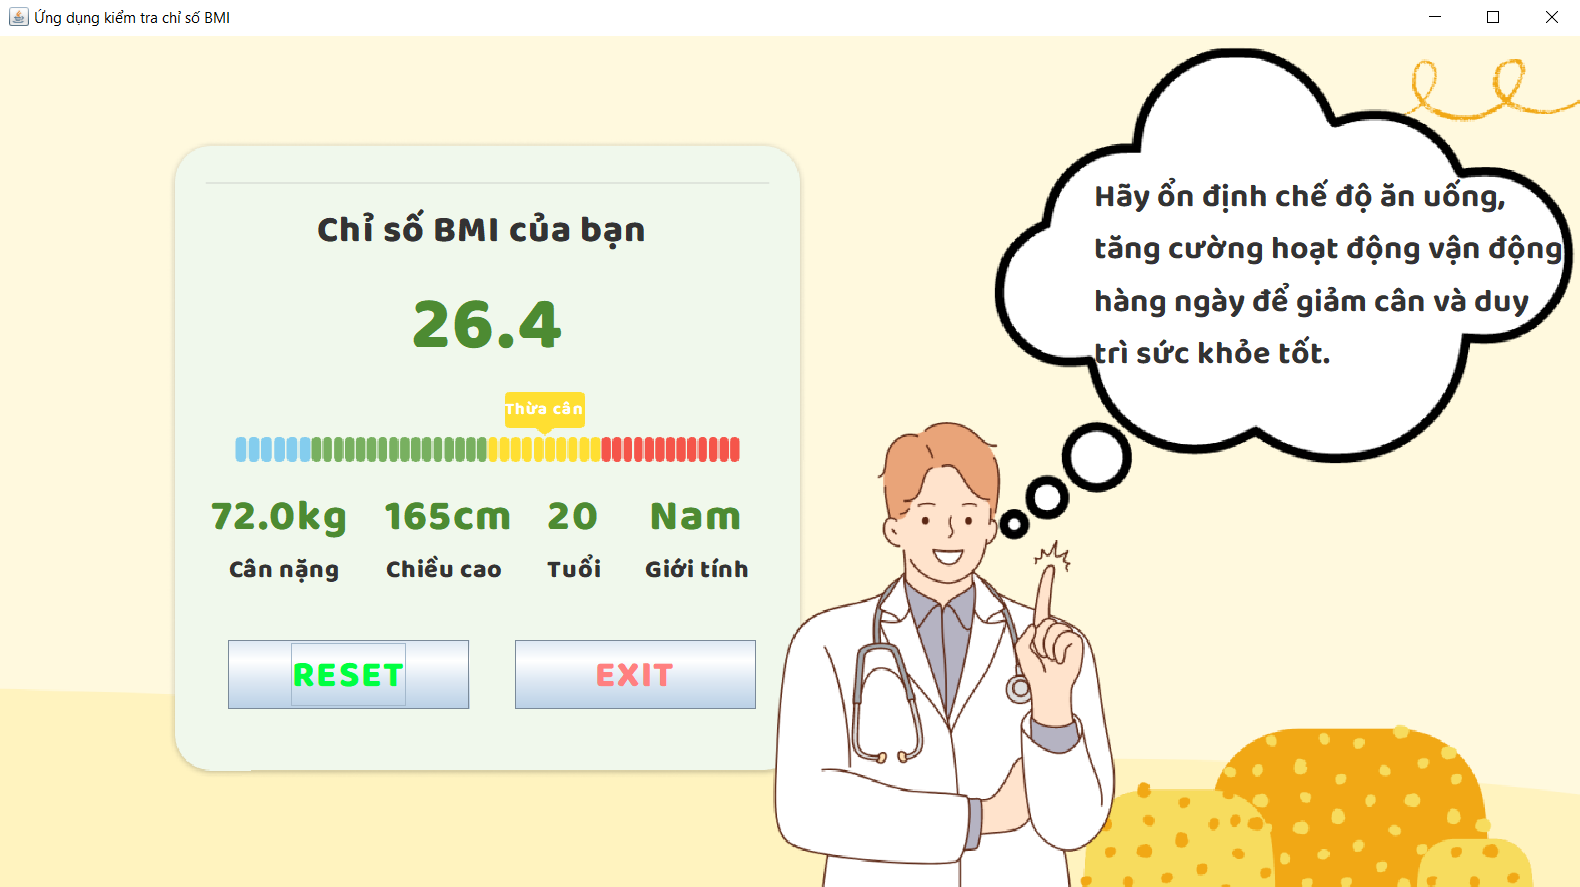 Ứng dụng kiểm tra chỉ số BMI
Chỉ số BMI của bạn
26.4
Thừa cân
72.0kg 165cm 20 Nam
Cân nặng Chiều cao Tuổi Giới tính
RESET EXIT
Hãy ổn định chế độ ăn uống,
tăng cường hoạt động vận động
hàng ngày để giảm cân và duy
trì sức khỏe tốt.